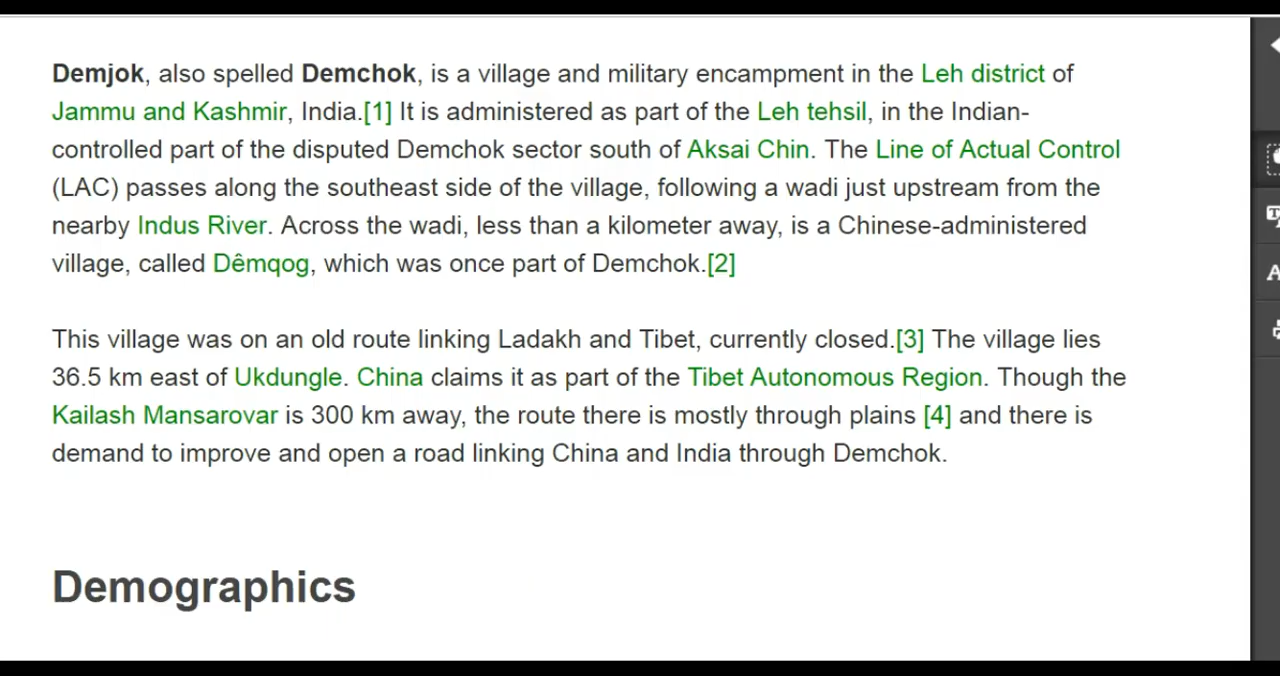 Demjok, also spelled Demchok, is a village and military encampment in the Leh district of
Jammu and Kashmir, India.[1] It is administered as part of the Leh tehsil, in the Indian-
controlled part of the disputed Demchok sector south of Aksai Chin. The Line of Actual Control
(LAC) passes along the southeast side of the village, following a wadi just upstream from the
nearby Indus River. Across the wadi, less than a kilometer away, is a Chinese-administered
village, called Dêmqog, which was once part of Demchok.[2]
This village was on an old route linking Ladakh and Tibet, currently closed.[3] The village lies
36.5 km east of Ukdungle. China claims it as part of the Tibet Autonomous Region. Though the
Kailash Mansarovar is 300 km away, the route there is mostly through plains [4] and there is
demand to improve and open a road linking China and India through Demchok.
Demographics